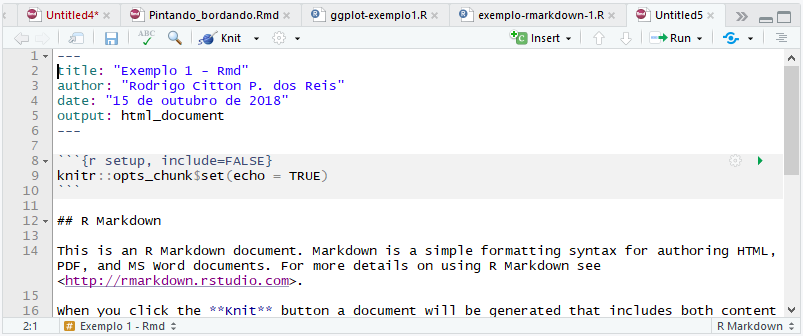 Untitled4*
Pintando_bordando.Rmd
ggplot-exemplo1.R
exemplo-rmarkdown-1.R
Untitled5
ABC
Knit
Insert
Run
1 ---
2 title: "Exemplo 1 - Rmd"
3 author: "Rodrigo Citton P. dos Reis"
4 date: "15 de outubro de 2018"
5 output: html_document
6 ---
7
8 ```{r setup, include=FALSE}
9 knitr::opts_chunk$set(echo = TRUE)
10 ```
11
12 ## R Markdown
13
14 This is an R Markdown document. Markdown is a simple formatting syntax for authoring HTML,
PDF, and MS Word documents. For more details on using R Markdown see
<http://rmarkdown.rstudio.com>.
15
16 When you click the **Knit** button a document will be generated that includes both content
2:1
# Exemplo 1 - Rmd
R Markdown